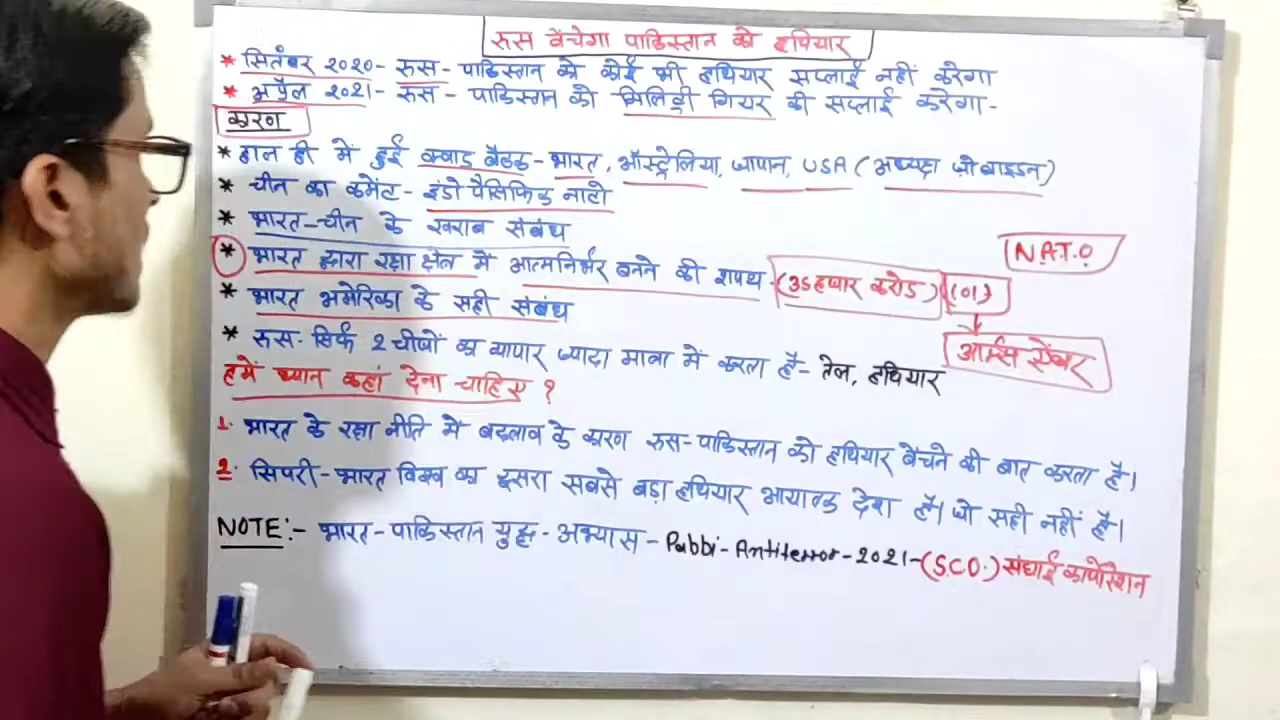 रुस बेंचेगा पाकिस्तान को हथियार
* सितंबर २०२०- रुस - पाकिस्तान को कोई भी हथियार सप्लाई नहीं करेगा
* अप्रैल २०२१- रुस - पाकिस्तान को मिलिट्री गियर की सप्लाई करेगा-
कारण
* हाल ही में हुई क्वाड बैठक - भारत, ऑस्ट्रेलिया, जापान, USA (अध्यक्ष जो बाइडन)
* चीन का कमेंट- इंडो पैसिफिक नाटो
* भारत-चीन के खराब संबंध
N.A.T.O
* भारत द्वारा रक्षा क्षेत्र में आत्मनिर्भर बनने की शपथ - (35 हजार करोड़) (01)
* भारत अमेरिका के सही संबंध
आर्म्स सेंचर
* रुस- सिर्फ 2 चीजों का व्यापार ज्यादा मात्रा में करता है- तेल, हथियार
हमें ध्यान कहां देना चाहिए ?
1. भारत के रक्षा नीति में बदलाव के कारण रुस-पाकिस्तान को हथियार बेंचने की बात करता है।
2. सिपरी - भारत विश्व का दूसरा सबसे बड़ा हथियार आयातक देश है। जो सही नहीं है।
NOTE:- भारत-पाकिस्तान युद्ध-अभ्यास - Pabbi-Antiterror-2021-(S.C.O.) संघाई कार्पोरेशन